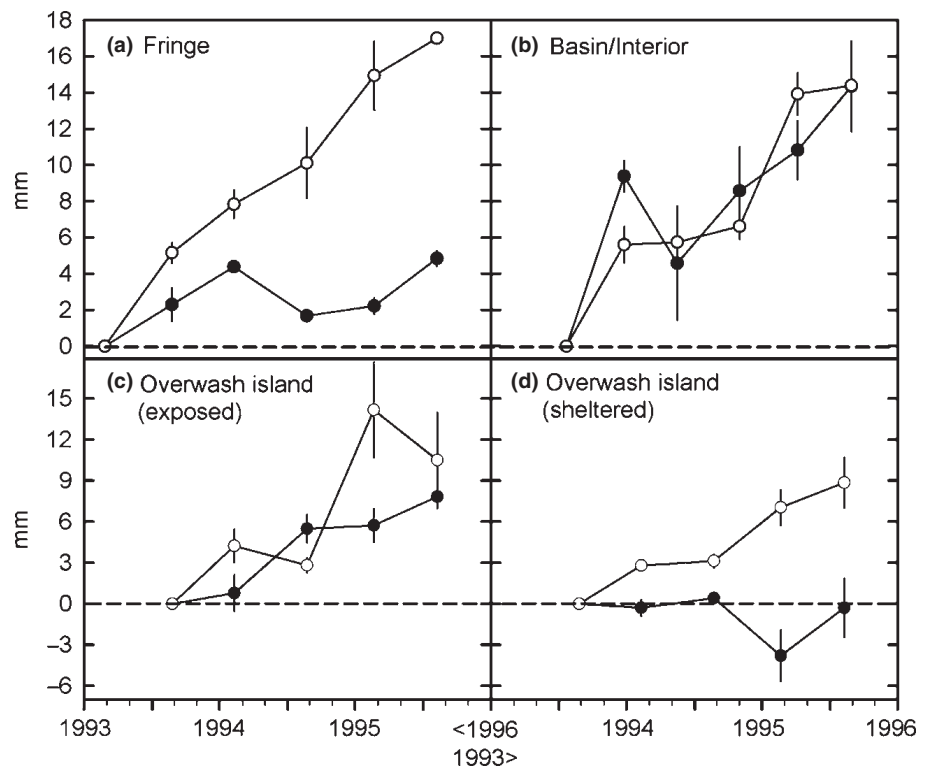 18
16
14
12
10
8
6
4
2
0
mm
(a) Fringe
(b) Basin/Interior
15
12
9
6
3
0
−3
−6
mm
(c) Overwash island
(exposed)
(d) Overwash island
(sheltered)
1993 1994 1995 <1996 1994 1995 1996
1993>